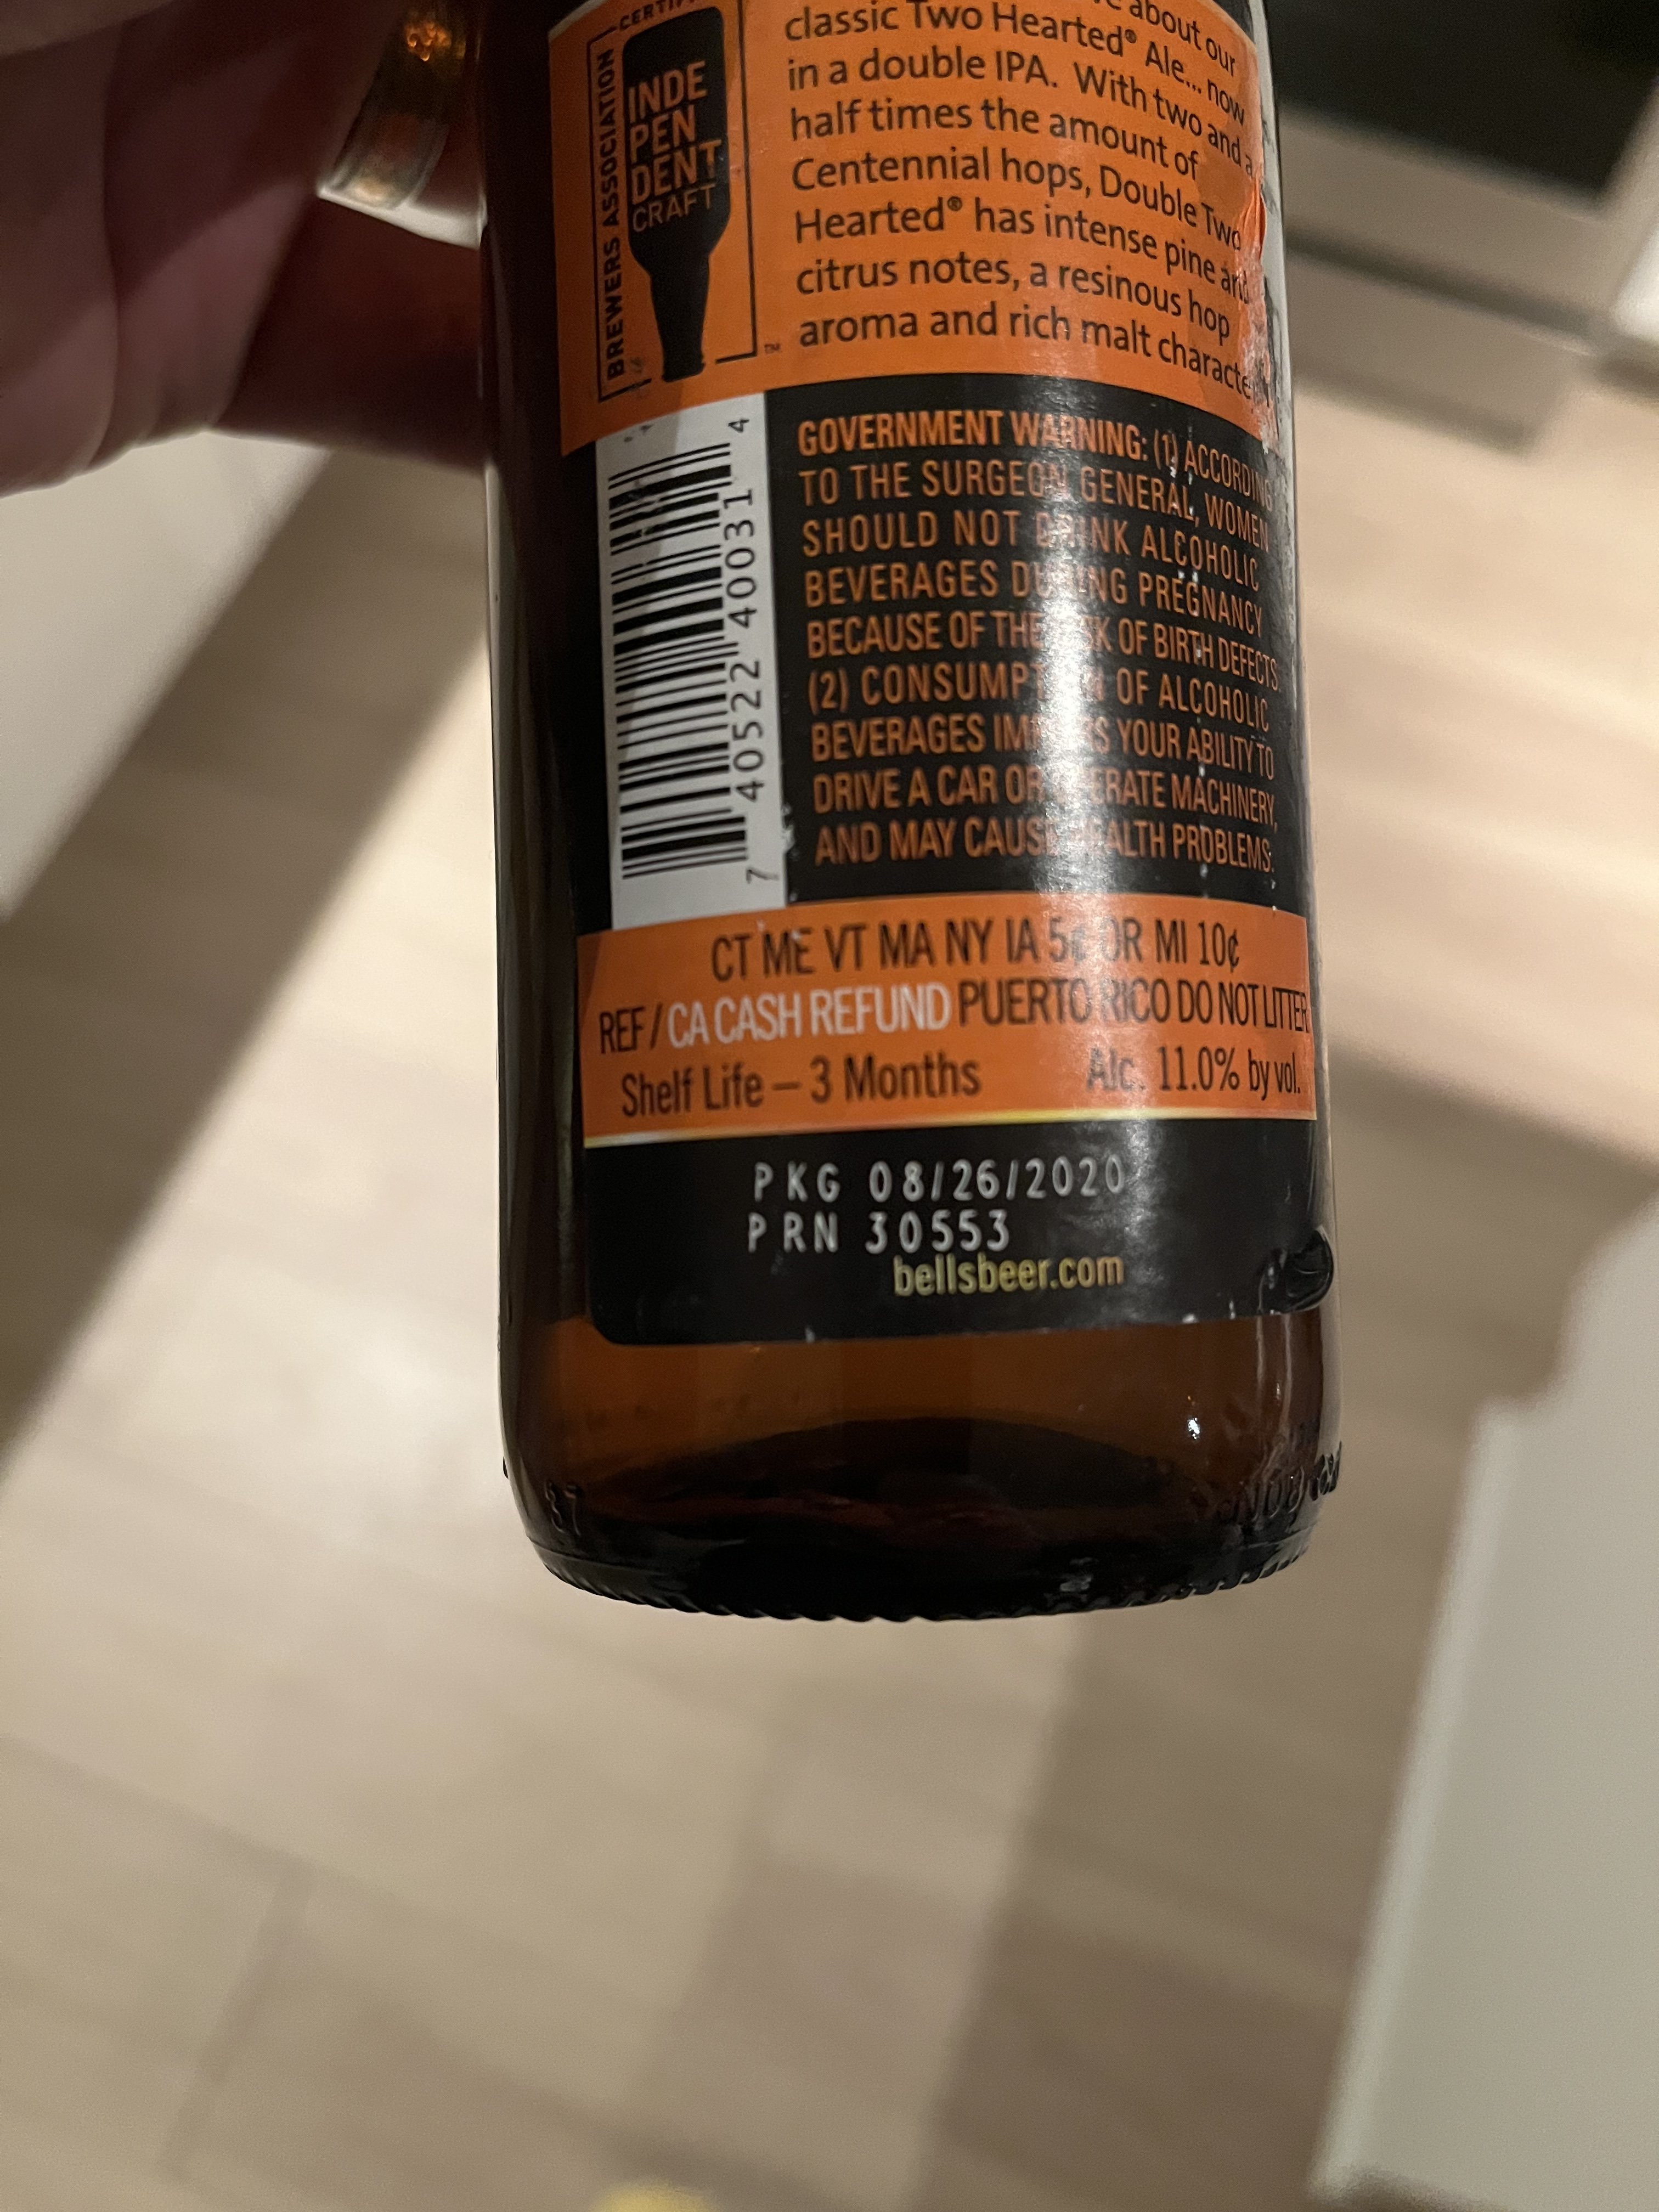 BREWERS ASSOCIATION
INDE
PEN
DENT
CRAFT
TM
about our
classic Two Hearted® Ale... now
in a double IPA. With two and a
half times the amount of
Centennial hops, Double Two
Hearted® has intense pine and
citrus notes, a resinous hop
aroma and rich malt characte
7 40522 40031 4
GOVERNMENT WARNING: (1) ACCORDING
TO THE SURGEON GENERAL, WOMEN
SHOULD NOT DRINK ALCOHOLIC
BEVERAGES DURING PREGNANCY
BECAUSE OF THE RISK OF BIRTH DEFECTS.
(2) CONSUMPTION OF ALCOHOLIC
BEVERAGES IMPAIRS YOUR ABILITY TO
DRIVE A CAR OR OPERATE MACHINERY,
AND MAY CAUSE HEALTH PROBLEMS.
CT ME VT MA NY IA 5¢ OR MI 10¢
REF / CA CASH REFUND PUERTO RICO DO NOT LITTER
Shelf Life – 3 Months Alc. 11.0% by vol.
PKG 08/26/2020
PRN 30553
bellsbeer.com
37